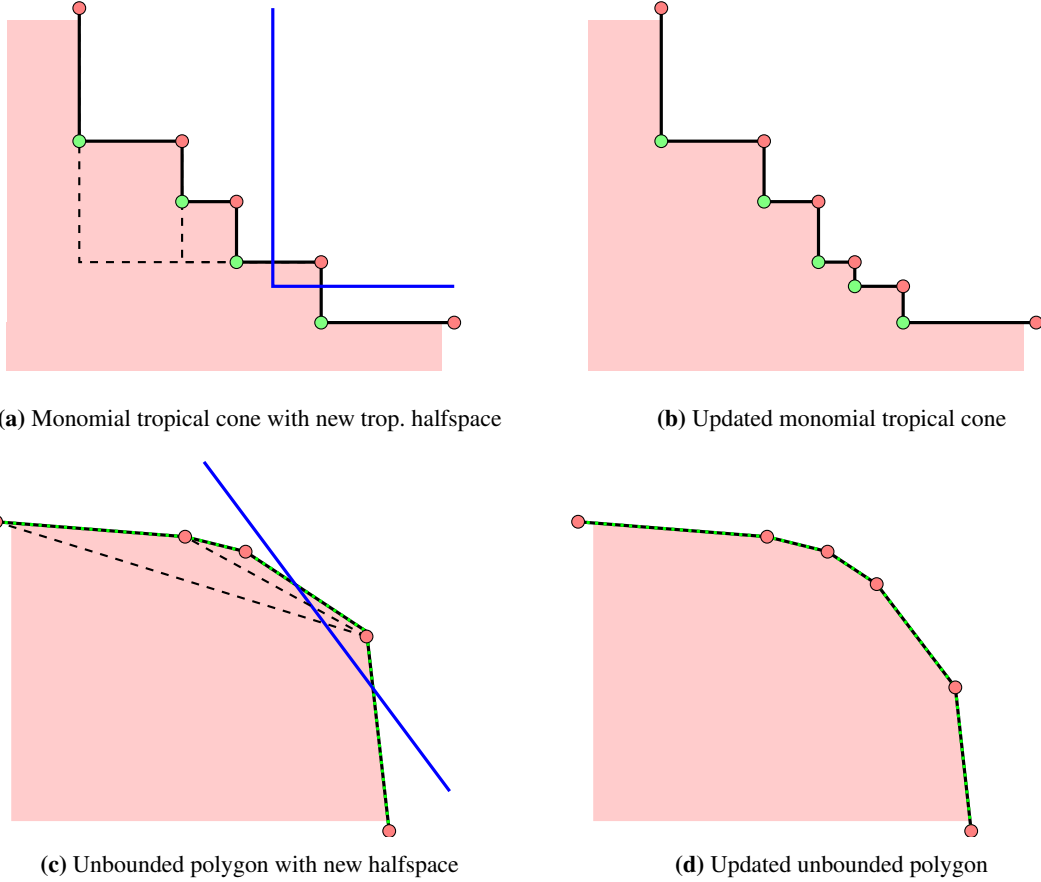 (a) Monomial tropical cone with new trop. halfspace
(b) Updated monomial tropical cone
(c) Unbounded polygon with new halfspace
(d) Updated unbounded polygon